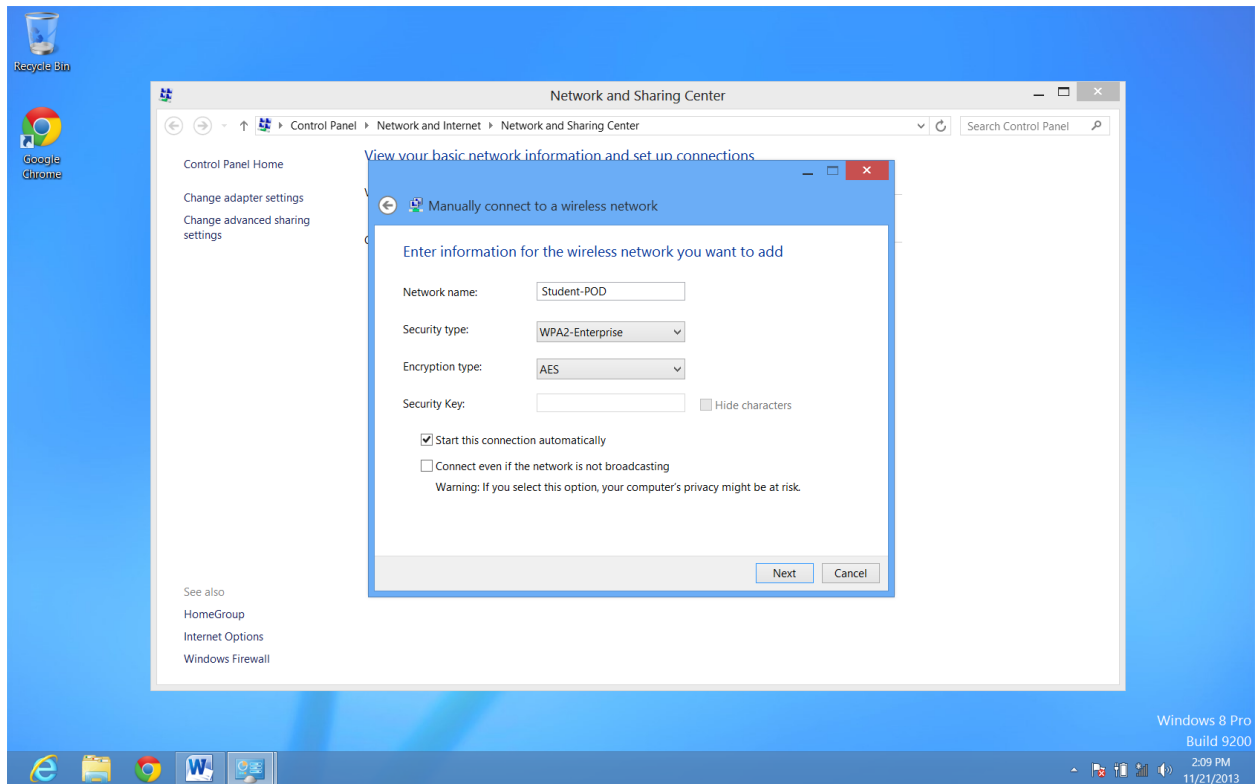 Recycle Bin
Google
Chrome
Network and Sharing Center
Control Panel
Network and Internet
Network and Sharing Center
Search Control Panel
Control Panel Home
Change adapter settings
Change advanced sharing
settings
View your basic network information and set up connections
Manually connect to a wireless network
Enter information for the wireless network you want to add
Network name:
Student-POD
Security type:
WPA2-Enterprise
Encryption type:
AES
Security Key:
Hide characters
Start this connection automatically
Connect even if the network is not broadcasting
Warning: If you select this option, your computer's privacy might be at risk.
Next
Cancel
See also
HomeGroup
Internet Options
Windows Firewall
Windows 8 Pro
Build 9200
2:09 PM
11/21/2013